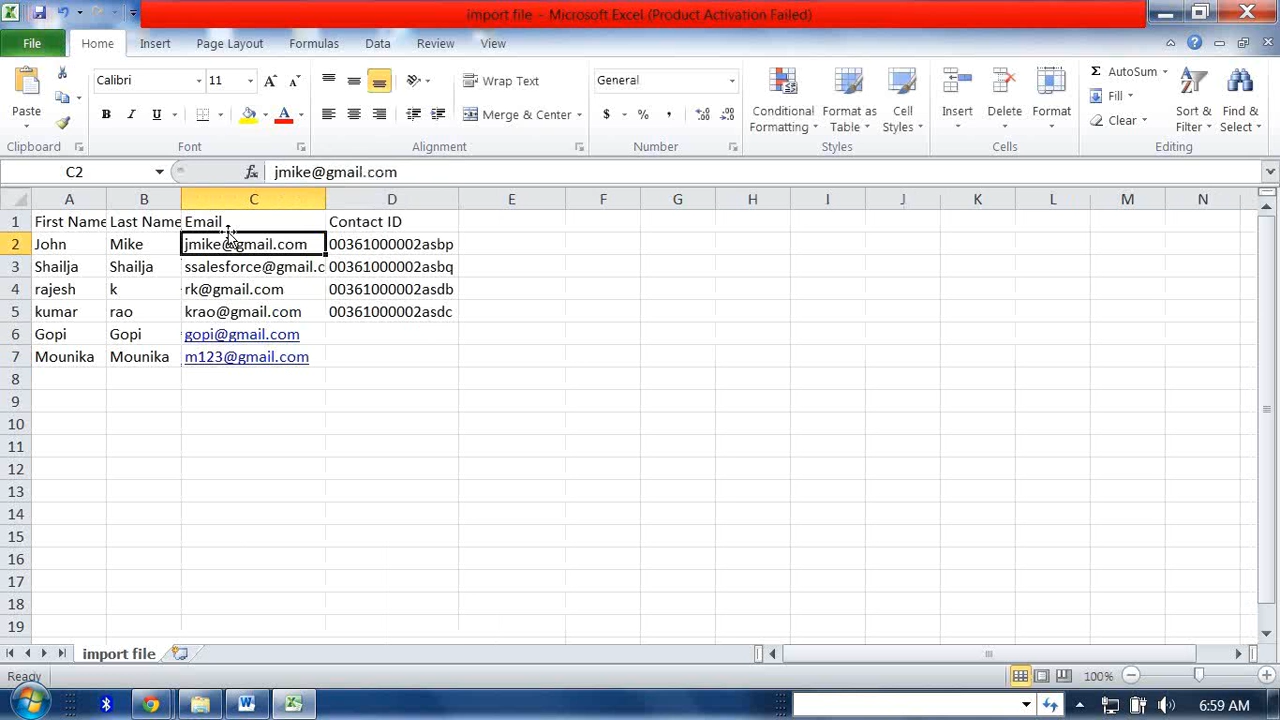 import file - Microsoft Excel (Product Activation Failed)
File Home Insert Page Layout Formulas Data Review View
Calibri 11 Wrap Text General AutoSum
Paste Fill
B I U Merge & Center $ % , Conditional Formatting Format as Table Cell Styles Insert Delete Format Clear Sort & Filter Find & Select
Clipboard Font Alignment Number Styles Cells Editing
C2 fx jmike@gmail.com
A B C D E F G H I J K L M N
1 First Name Last Name Email Contact ID
2 John Mike jmike@gmail.com 00361000002asbp
3 Shailja Shailja ssalesforce@gmail.c 00361000002asbq
4 rajesh k rk@gmail.com 00361000002asdb
5 kumar rao krao@gmail.com 00361000002asdc
6 Gopi Gopi gopi@gmail.com
7 Mounika Mounika m123@gmail.com
8
9
10
11
12
13
14
15
16
17
18
19
import file
Ready 100%
6:59 AM